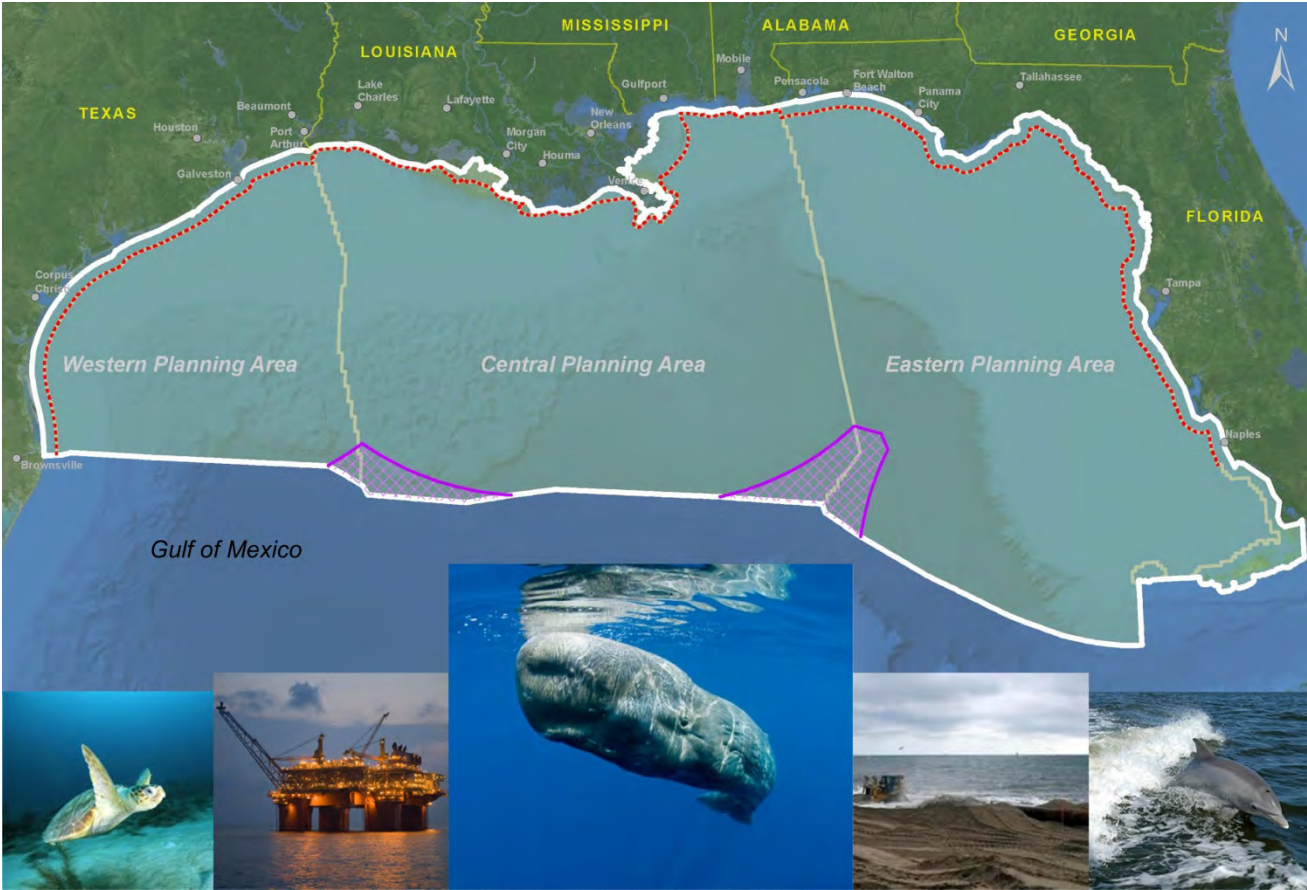 MISSISSIPPI
ALABAMA
GEORGIA
N
LOUISIANA
Mobile
Tallahassee
Pensacola
Fort Walton
Beach
Gulfport
Panama
City
Lake
Charles
Lafayette
Beaumont
TEXAS
New
Orleans
Houston
Port
Arthur
Morgan
City
Houma
Galveston
Venice
FLORIDA
Corpus
Christi
Tampa
Western Planning Area
Central Planning Area
Eastern Planning Area
Naples
Brownsville
Gulf of Mexico